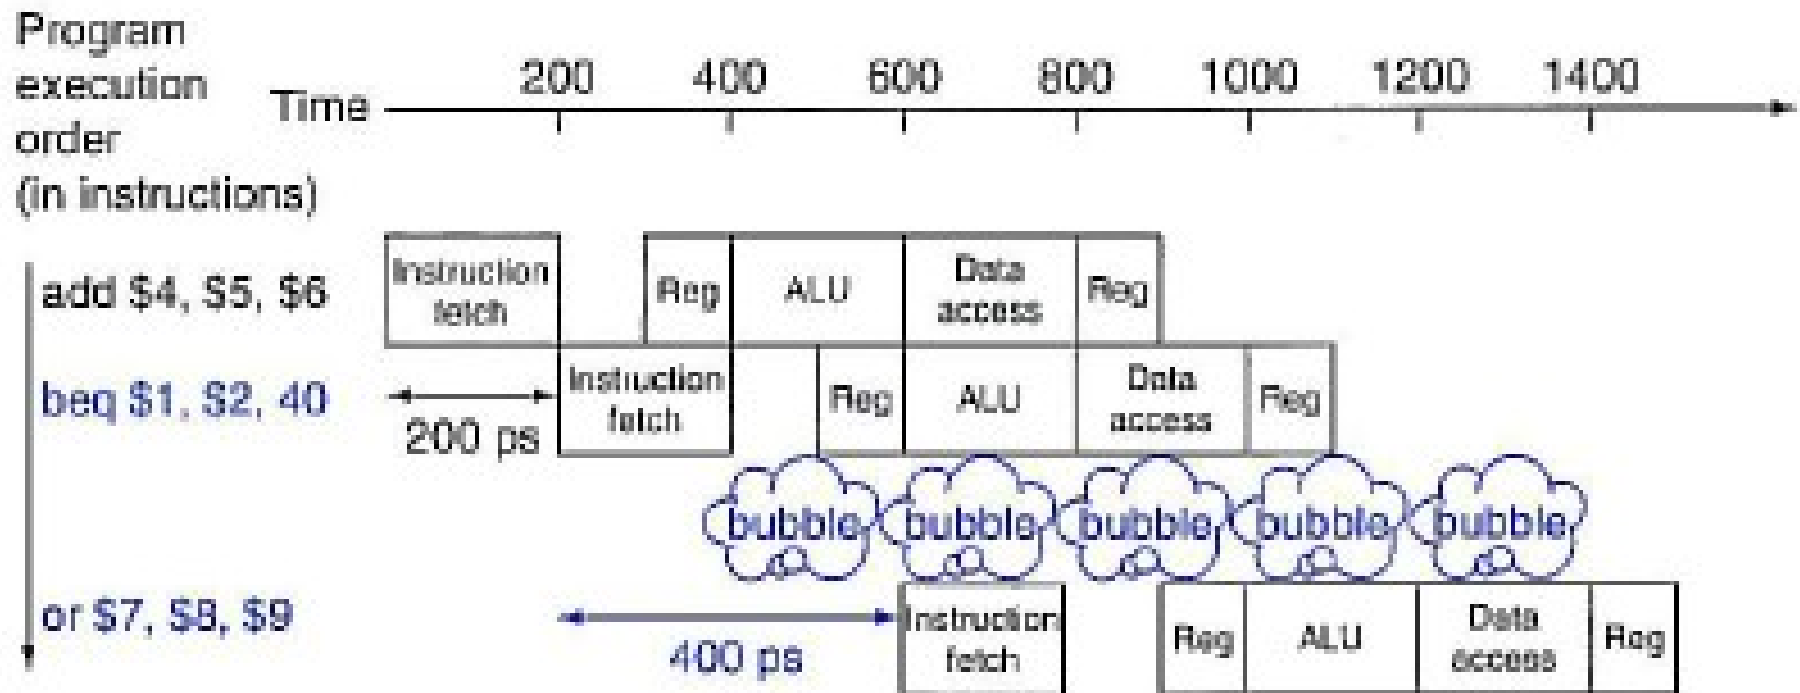 Program
execution
order
(in instructions)
Time
200 400 600 800 1000 1200 1400
add $4, $5, $6
Instruction
fetch
Reg
ALU
Data
access
Reg
beq $1, $2, 40
200 ps
Instruction
fetch
Reg
ALU
Data
access
Reg
bubble bubble bubble bubble bubble
or $7, $8, $9
400 ps
Instruction
fetch
Reg
ALU
Data
access
Reg